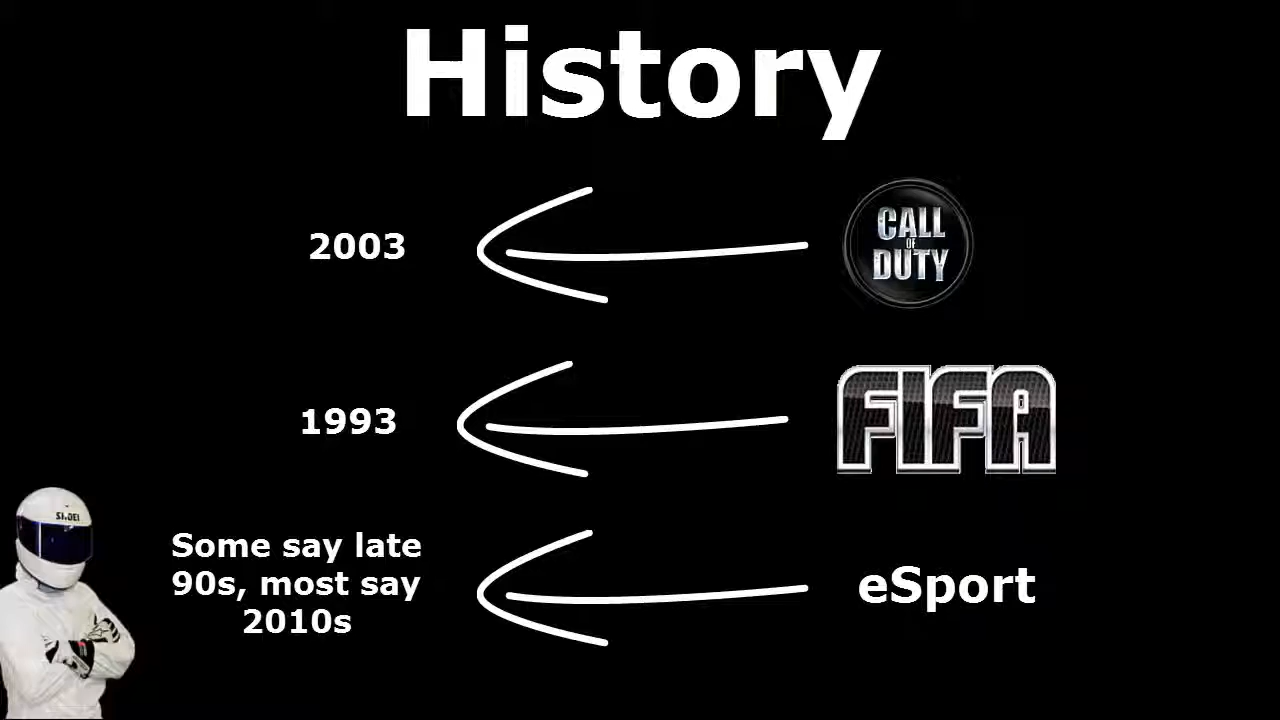 History
2003
CALL
OF
DUTY
1993
FIFA
Some say late
90s, most say
2010s
eSport